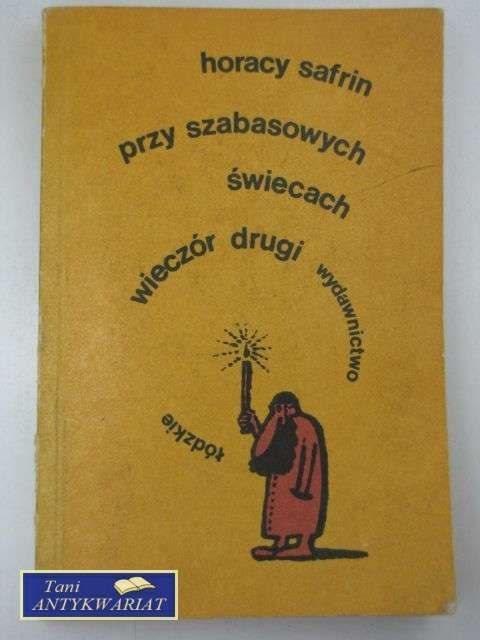 horacy safrin
przy szabasowych
świecach
wieczór drugi
wydawnictwo
łódzkie
Tani
ANTYKWARIAT